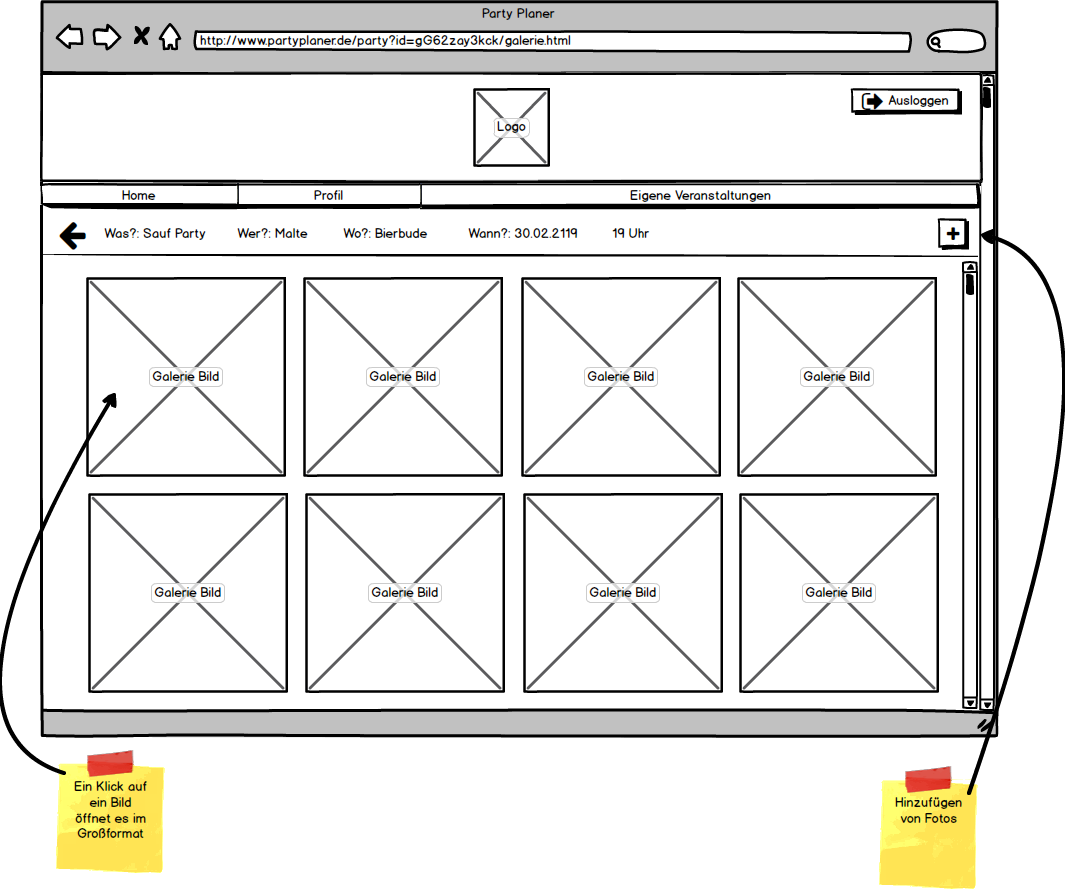 Party Planer
http://www.partyplaner.de/party?id=gG62zay3kck/galerie.html
Ausloggen
Logo
Home Profil Eigene Veranstaltungen
Was?: Sauf Party Wer?: Malte Wo?: Bierbude Wann?: 30.02.2119 19 Uhr
Galerie Bild Galerie Bild Galerie Bild Galerie Bild
Galerie Bild Galerie Bild Galerie Bild Galerie Bild
Ein Klick auf
ein Bild
öffnet es im
Großformat
Hinzufügen
von Fotos